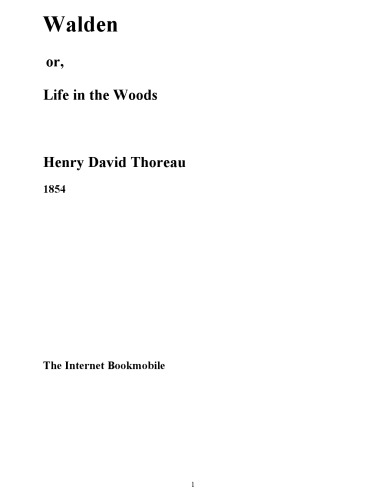 Walden
or,
Life in the Woods
Henry David Thoreau
1854
The Internet Bookmobile
1